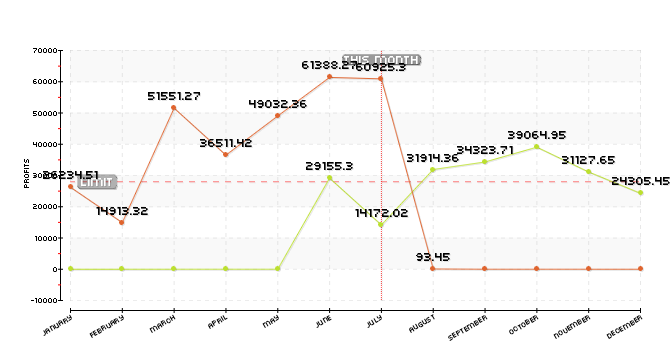 THIS MONTH
70000
61388.27
60925.3
60000
51551.27
50000
49032.36
40000
39064.95
36511.42
34323.71
31914.36
31127.65
30000
29155.3
LIMIT
26234.51
24305.45
20000
14913.32
14172.02
10000
93.45
0
-10000
PROFITS
JANUARY
FEBRUARY
MARCH
APRIL
MAY
JUNE
JULY
AUGUST
SEPTEMBER
OCTOBER
NOVEMBER
DECEMBER